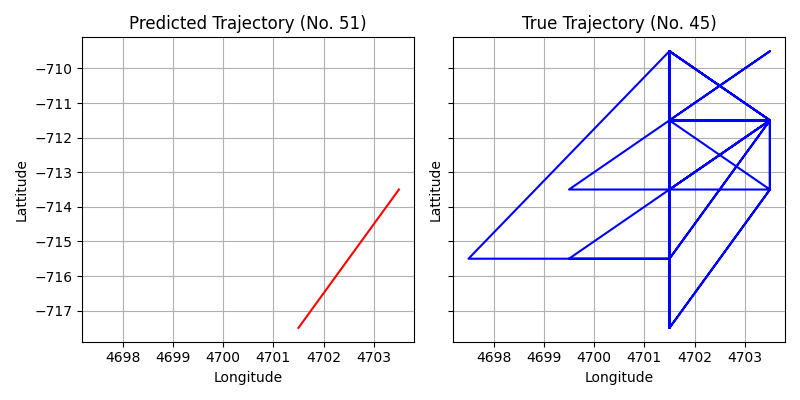 Predicted Trajectory (No. 51)
True Trajectory (No. 45)
−710
−711
−712
−713
−714
−715
−716
−717
Lattitude
Lattitude
4698 4699 4700 4701 4702 4703
4698 4699 4700 4701 4702 4703
Longitude
Longitude